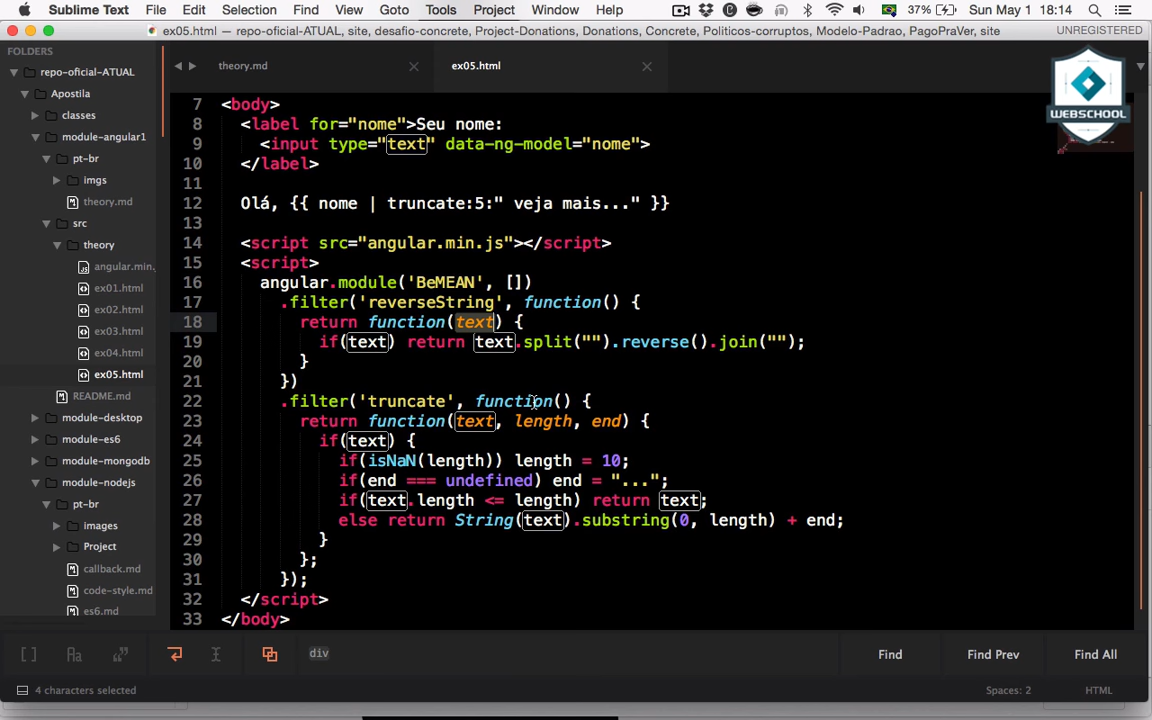 Sublime Text File Edit Selection Find View Goto Tools Project Window Help 37% Sun May 1 18:14
ex05.html — repo-oficial-ATUAL, site, desafio-concrete, Project-Donations, Donations, Concrete, Politicos-corruptos, Modelo-Padrao, PagoPraVer, site UNREGISTERED
FOLDERS
repo-oficial-ATUAL
Apostila
classes
module-angular1
pt-br
imgs
theory.md
src
theory
angular.min.
ex01.html
ex02.html
ex03.html
ex04.html
ex05.html
README.md
module-desktop
module-es6
module-mongodb
module-nodejs
pt-br
images
Project
callback.md
code-style.md
es6.md
theory.md ex05.html
WEBSCHOOL
7 <body>
8 <label for="nome">Seu nome:
9 <input type="text" data-ng-model="nome">
10 </label>
11
12 Olá, {{ nome | truncate:5:" veja mais..." }}
13
14 <script src="angular.min.js"></script>
15 <script>
16 angular.module('BeMEAN', [])
17 .filter('reverseString', function() {
18 return function(text) {
19 if(text) return text.split("").reverse().join("");
20 }
21 })
22 .filter('truncate', function() {
23 return function(text, length, end) {
24 if(text) {
25 if(isNaN(length)) length = 10;
26 if(end === undefined) end = "...";
27 if(text.length <= length) return text;
28 else return String(text).substring(0, length) + end;
29 }
30 };
31 });
32 </script>
33 </body>
[ ] Aa “” div Find Find Prev Find All
4 characters selected Spaces: 2 HTML